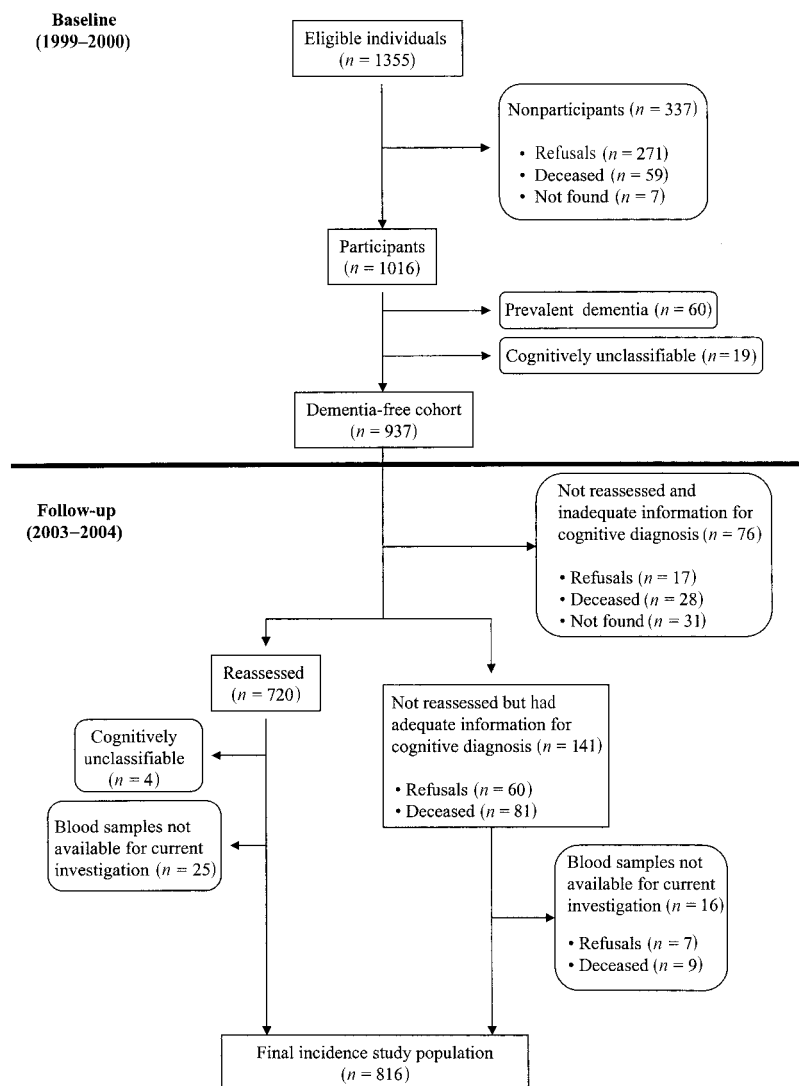 Baseline
(1999–2000)
Eligible individuals
(n = 1355)
Nonparticipants (n = 337)
• Refusals (n = 271)
• Deceased (n = 59)
• Not found (n = 7)
Participants
(n = 1016)
Prevalent dementia (n = 60)
Cognitively unclassifiable (n = 19)
Dementia-free cohort
(n = 937)
Follow-up
(2003–2004)
Not reassessed and
inadequate information for
cognitive diagnosis (n = 76)
• Refusals (n = 17)
• Deceased (n = 28)
• Not found (n = 31)
Reassessed
(n = 720)
Not reassessed but had
adequate information for
cognitive diagnosis (n = 141)
• Refusals (n = 60)
• Deceased (n = 81)
Cognitively
unclassifiable
(n = 4)
Blood samples not
available for current
investigation (n = 25)
Blood samples not
available for current
investigation (n = 16)
• Refusals (n = 7)
• Deceased (n = 9)
Final incidence study population
(n = 816)